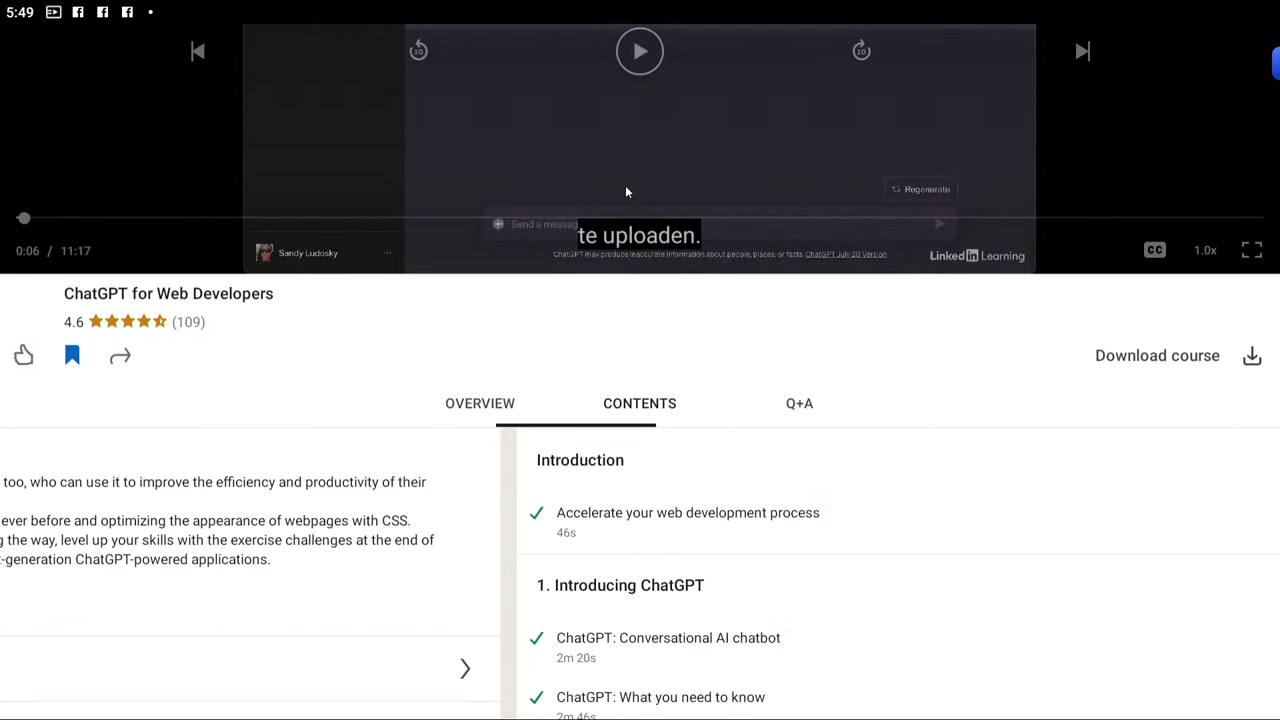 5:49
10
10
Regenerate
Send a messag
te uploaden.
0:06 / 11:17
Sandy Ludosky
ChatGPT may produce inaccurate information about people, places, or facts. ChatGPT July 20 Version
LinkedIn Learning
CC
1.0x
ChatGPT for Web Developers
4.6 (109)
Download course
OVERVIEW
CONTENTS
Q+A
too, who can use it to improve the efficiency and productivity of their
ever before and optimizing the appearance of webpages with CSS.
g the way, level up your skills with the exercise challenges at the end of
t-generation ChatGPT-powered applications.
Introduction
Accelerate your web development process
46s
1. Introducing ChatGPT
ChatGPT: Conversational AI chatbot
2m 20s
ChatGPT: What you need to know
2m 46s